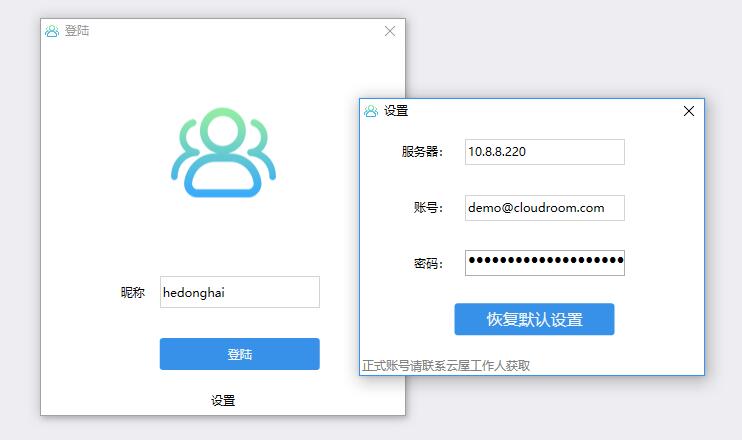 登陆
昵称
hedonghai
登陆
设置
设置
服务器：
10.8.8.220
账号：
demo@cloudroom.com
密码：
恢复默认设置
正式账号请联系云屋工作人获取